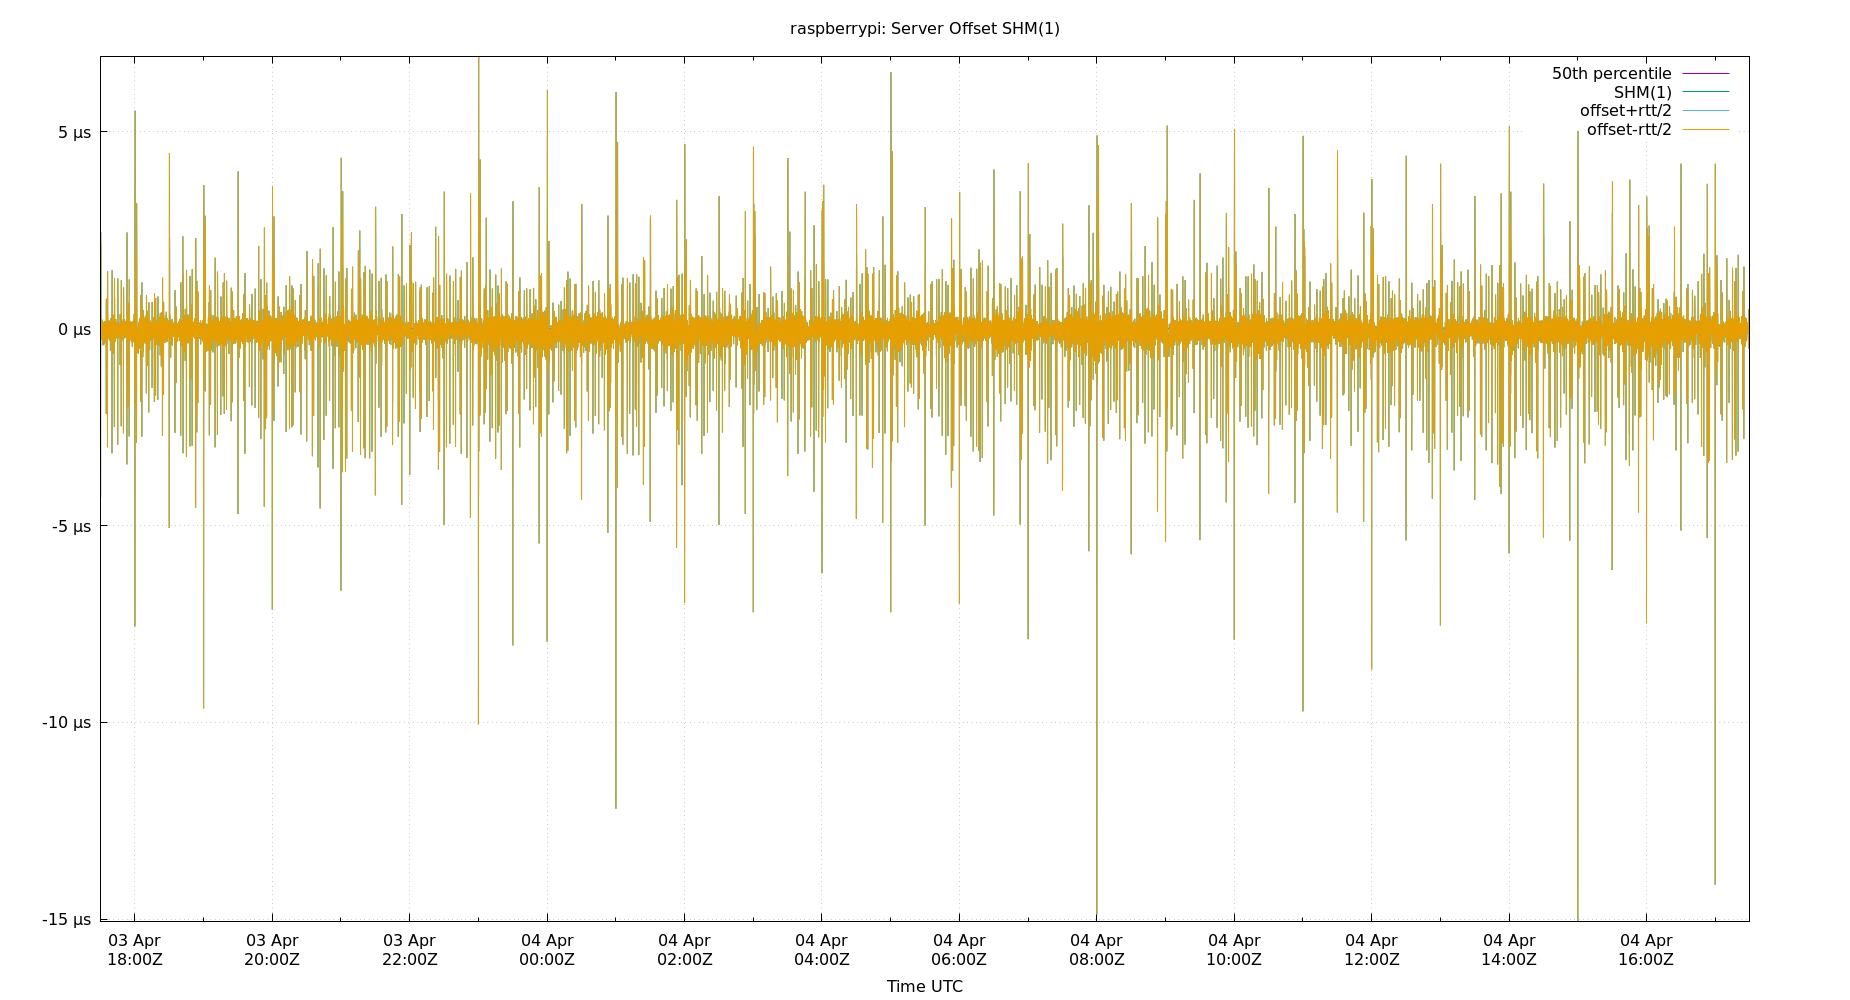 raspberrypi: Server Offset SHM(1)
50th percentile
SHM(1)
offset+rtt/2
offset-rtt/2
5 µs
0 µs
-5 µs
-10 µs
-15 µs
03 Apr 03 Apr 03 Apr 04 Apr 04 Apr 04 Apr 04 Apr 04 Apr 04 Apr 04 Apr 04 Apr 04 Apr
18:00Z 20:00Z 22:00Z 00:00Z 02:00Z 04:00Z 06:00Z 08:00Z 10:00Z 12:00Z 14:00Z 16:00Z
Time UTC